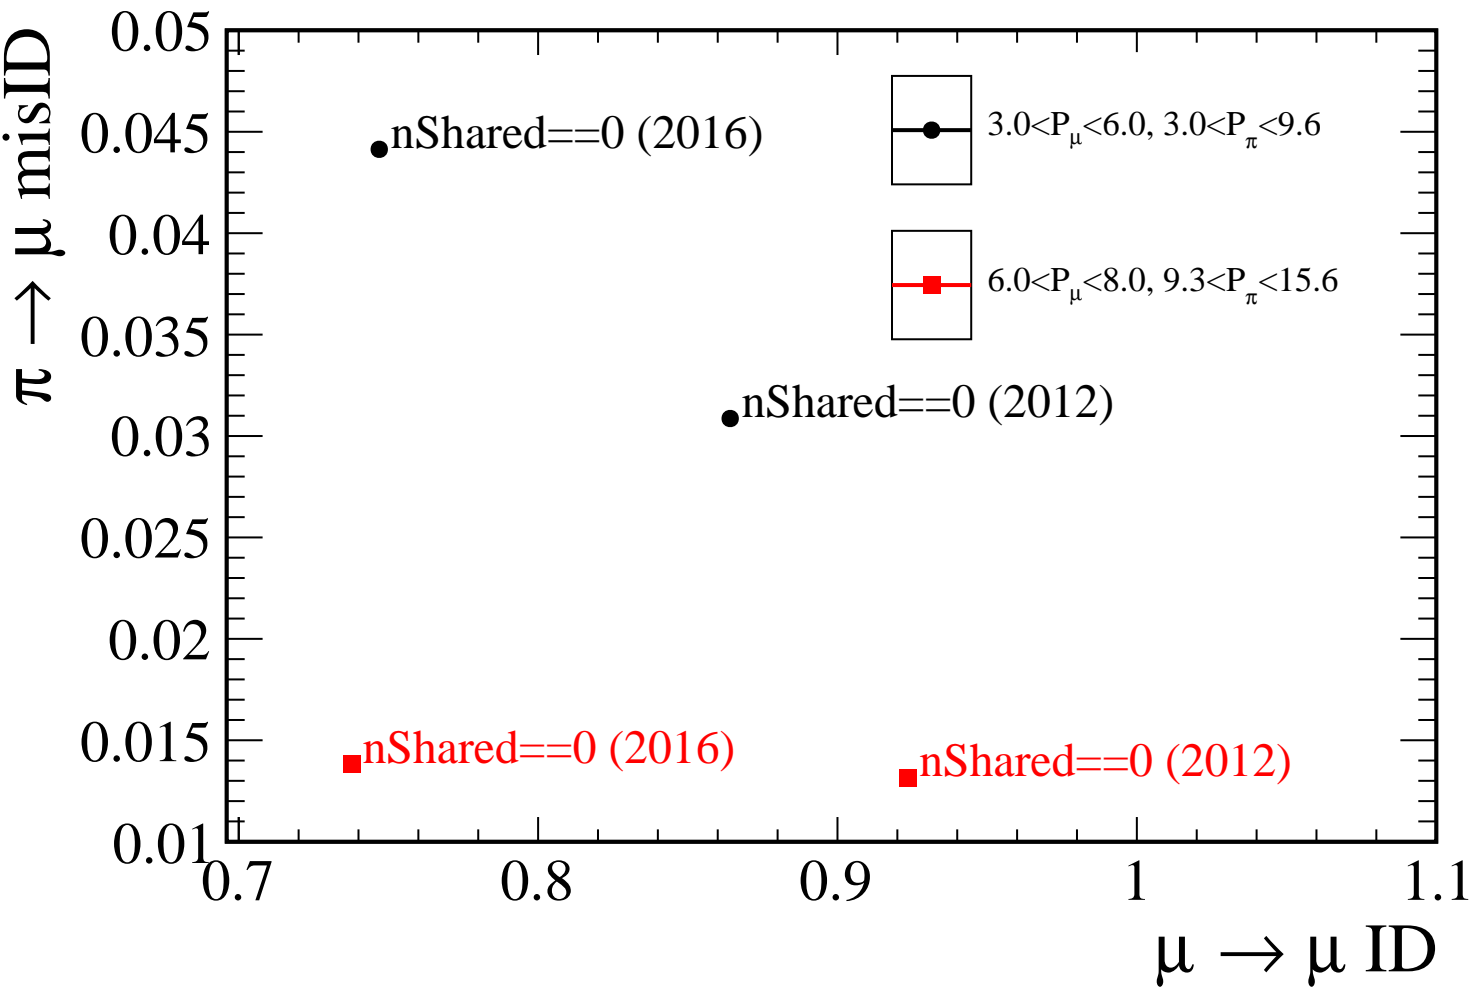 π → μ misID
0.05
0.045
0.04
0.035
0.03
0.025
0.02
0.015
0.01
nShared==0 (2016)
3.0<Pμ<6.0, 3.0<Pπ<9.6
6.0<Pμ<8.0, 9.3<Pπ<15.6
nShared==0 (2012)
nShared==0 (2016)
nShared==0 (2012)
0.7 0.8 0.9 1 1.1
μ → μ ID